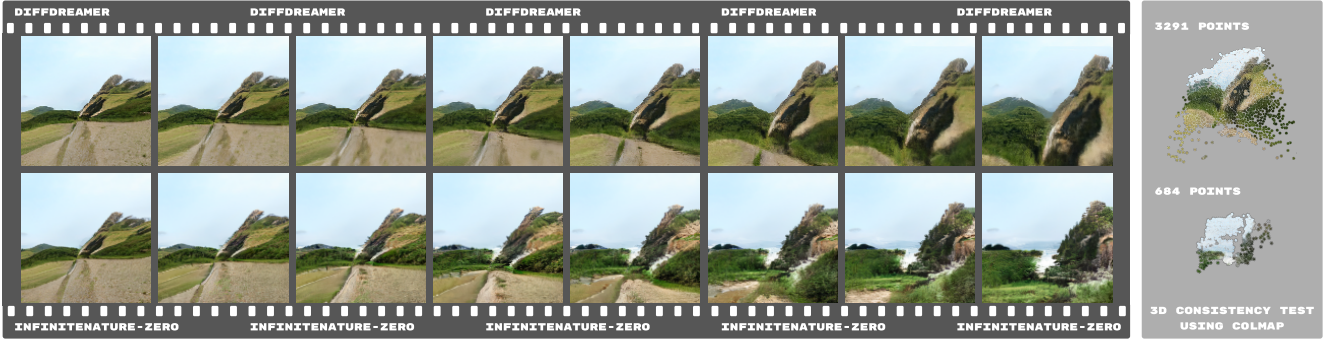 DIFFDREAMER DIFFDREAMER DIFFDREAMER DIFFDREAMER DIFFDREAMER
INFINITENATURE-ZERO INFINITENATURE-ZERO INFINITENATURE-ZERO INFINITENATURE-ZERO INFINITENATURE-ZERO
3291 POINTS
684 POINTS
3D CONSISTENCY TEST
USING COLMAP